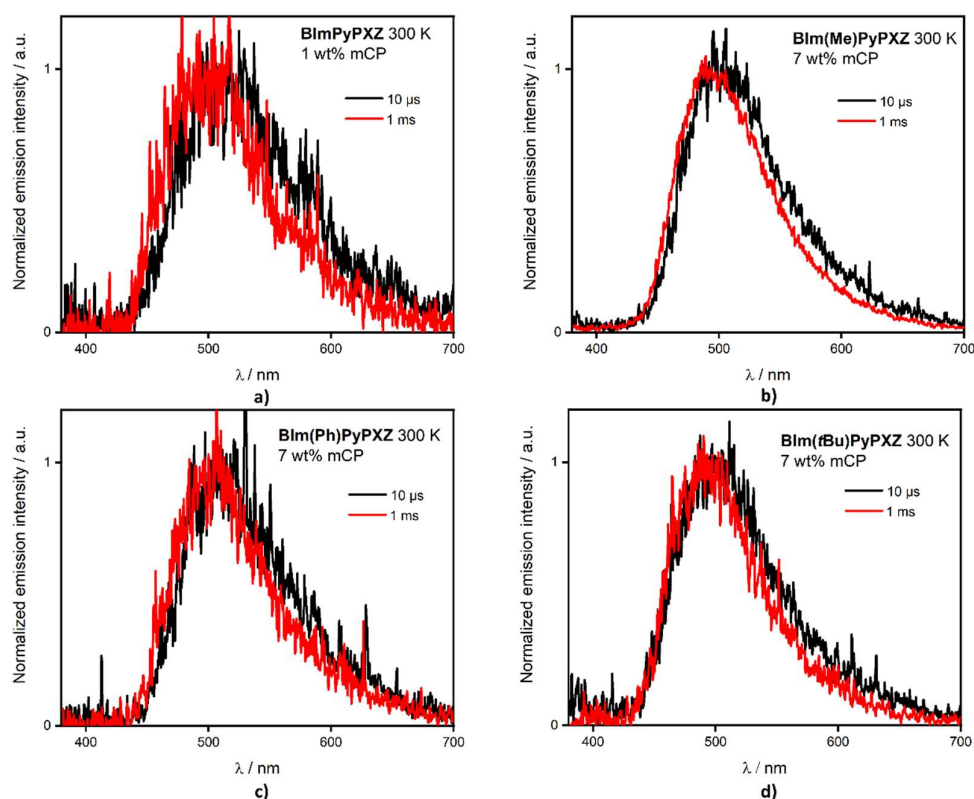 BImPyPXZ 300 K
1 wt% mCP
10 µs
1 ms
Normalized emission intensity / a.u.
1
0
400 500 600 700
λ / nm
a)
BIm(Me)PyPXZ 300 K
7 wt% mCP
10 µs
1 ms
Normalized emission intensity / a.u.
1
0
400 500 600 700
λ / nm
b)
BIm(Ph)PyPXZ 300 K
7 wt% mCP
10 µs
1 ms
Normalized emission intensity / a.u.
1
0
400 500 600 700
λ / nm
c)
BIm(tBu)PyPXZ 300 K
7 wt% mCP
10 µs
1 ms
Normalized emission intensity / a.u.
1
0
400 500 600 700
λ / nm
d)